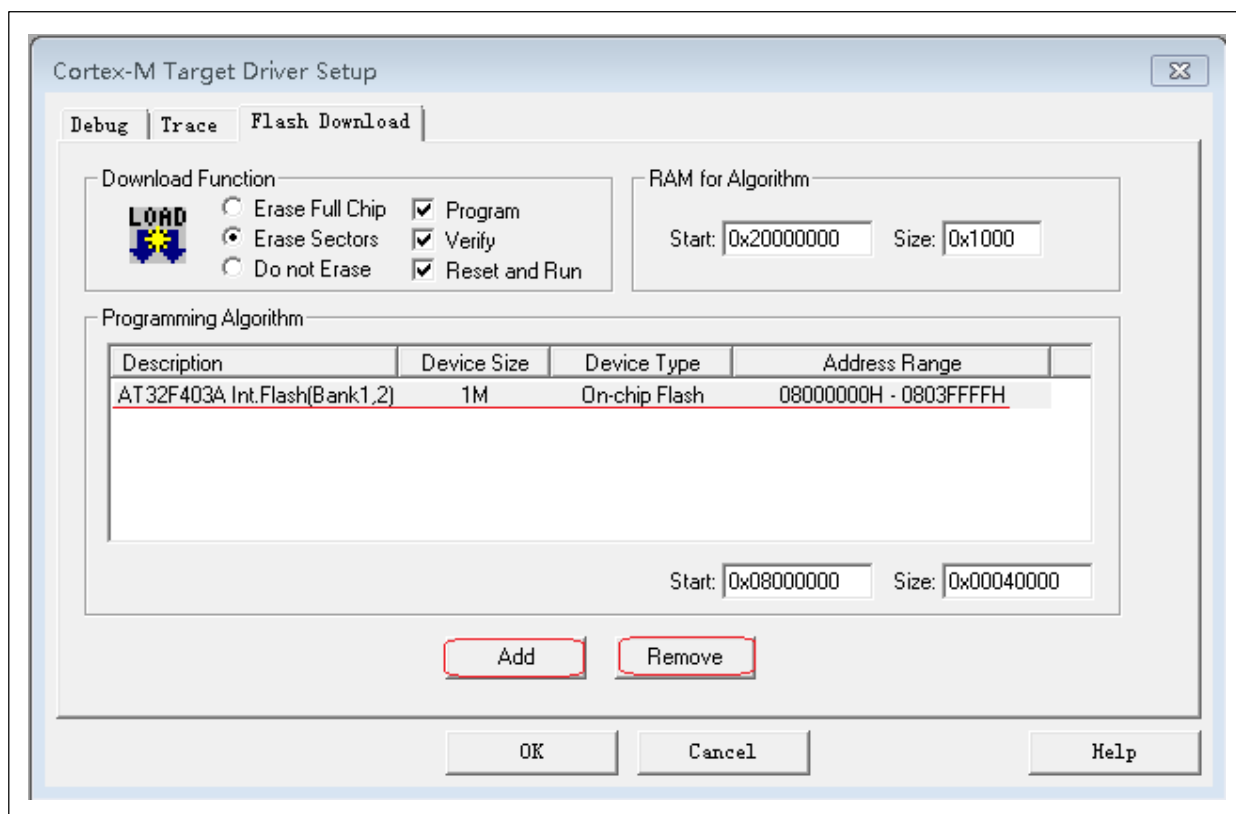 Cortex-M Target Driver Setup
Debug Trace Flash Download
Download Function
LOAD
Erase Full Chip Program
Erase Sectors Verify
Do not Erase Reset and Run
RAM for Algorithm
Start: 0x20000000 Size: 0x1000
Programming Algorithm
Description Device Size Device Type Address Range
AT32F403A Int.Flash(Bank1,2) 1M On-chip Flash 08000000H - 0803FFFFH
Start: 0x08000000 Size: 0x00040000
Add Remove
OK Cancel Help